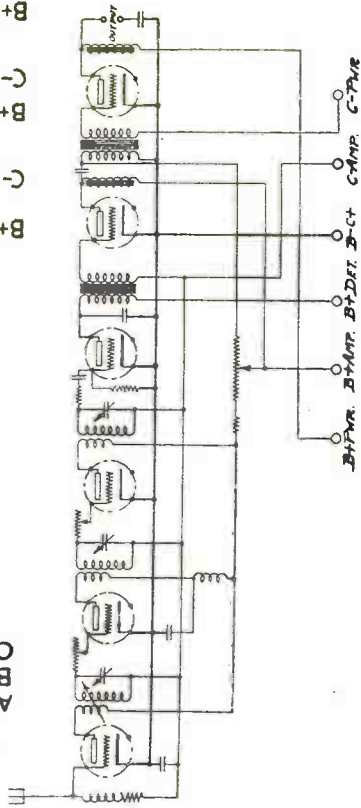 OUTPUT
C-PWR
C-AMP.
B-C+
B+DET.
B+AMP.
B+PWR.
B+
C-
B+
C-
B+
A
B
C